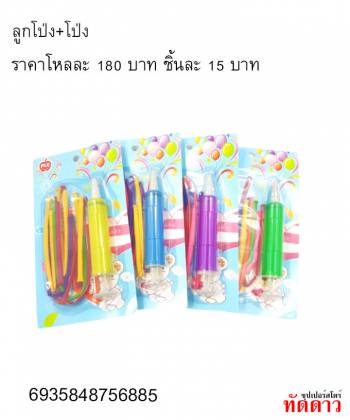 ลูกโป่ง+โป่ง
ราคาโหลละ 180 บาท ชิ้นละ 15 บาท
6935848756885
ซุปเปอร์สโตร์
ทัดดาว